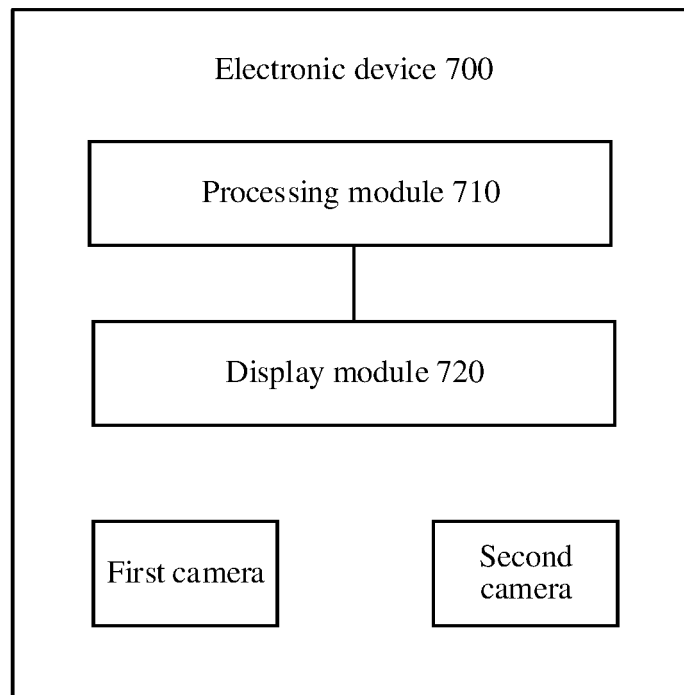 Electronic device 700
Processing module 710
Display module 720
First camera
Second
camera